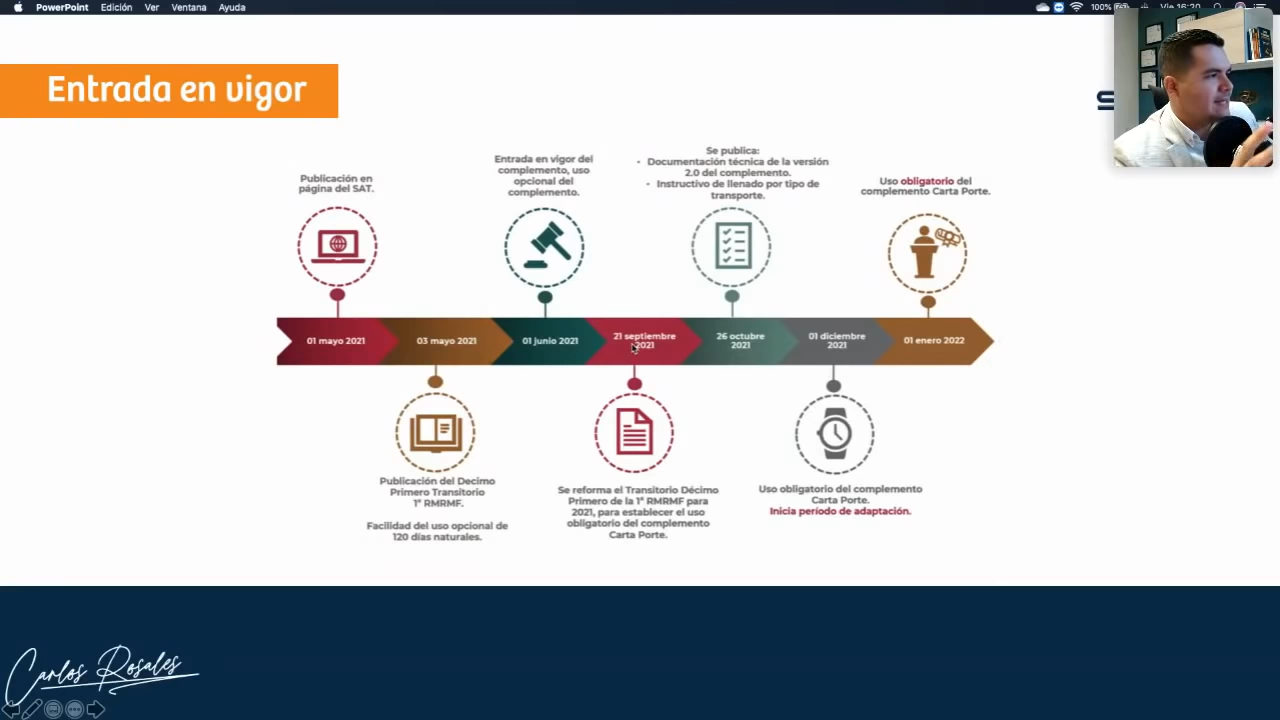 PowerPoint Edición Ver Ventana Ayuda
100%
Vie 16:20
Entrada en vigor
S
Publicación en
página del SAT.
Entrada en vigor del
complemento, uso
opcional del
complemento.
Se publica:
• Documentación técnica de la versión
2.0 del complemento.
• Instructivo de llenado por tipo de
transporte.
Uso obligatorio del
complemento Carta Porte.
01 mayo 2021
03 mayo 2021
01 junio 2021
21 septiembre
2021
26 octubre
2021
01 diciembre
2021
01 enero 2022
Publicación del Decimo
Primero Transitorio
1ª RMRMF.
Facilidad del uso opcional de
120 días naturales.
Se reforma el Transitorio Décimo
Primero de la 1ª RMRMF para
2021, para establecer el uso
obligatorio del complemento
Carta Porte.
Uso obligatorio del complemento
Carta Porte.
Inicia período de adaptación.
Carlos Rosales